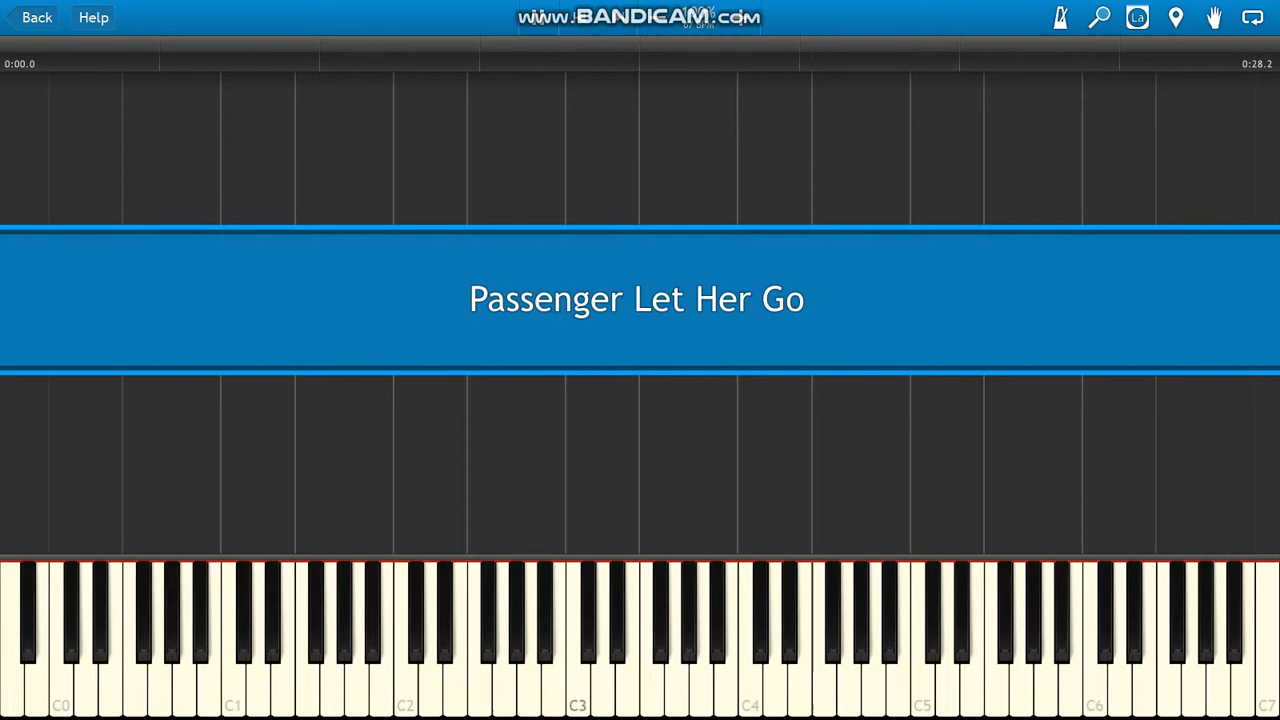 Back Help www.BANDICAM.com La
0:00.0 0:28.2
Passenger Let Her Go
C0 C1 C2 C3 C4 C5 C6 C7